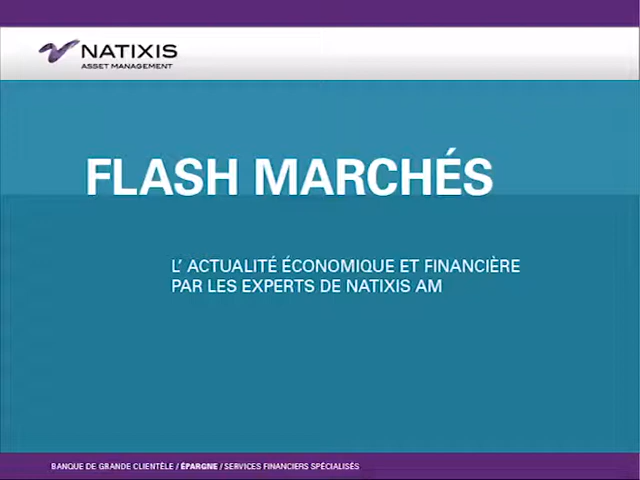 NATIXIS
ASSET MANAGEMENT
FLASH MARCHÉS
L’ ACTUALITÉ ÉCONOMIQUE ET FINANCIÈRE
PAR LES EXPERTS DE NATIXIS AM
BANQUE DE GRANDE CLIENTÈLE / ÉPARGNE / SERVICES FINANCIERS SPÉCIALISÉS